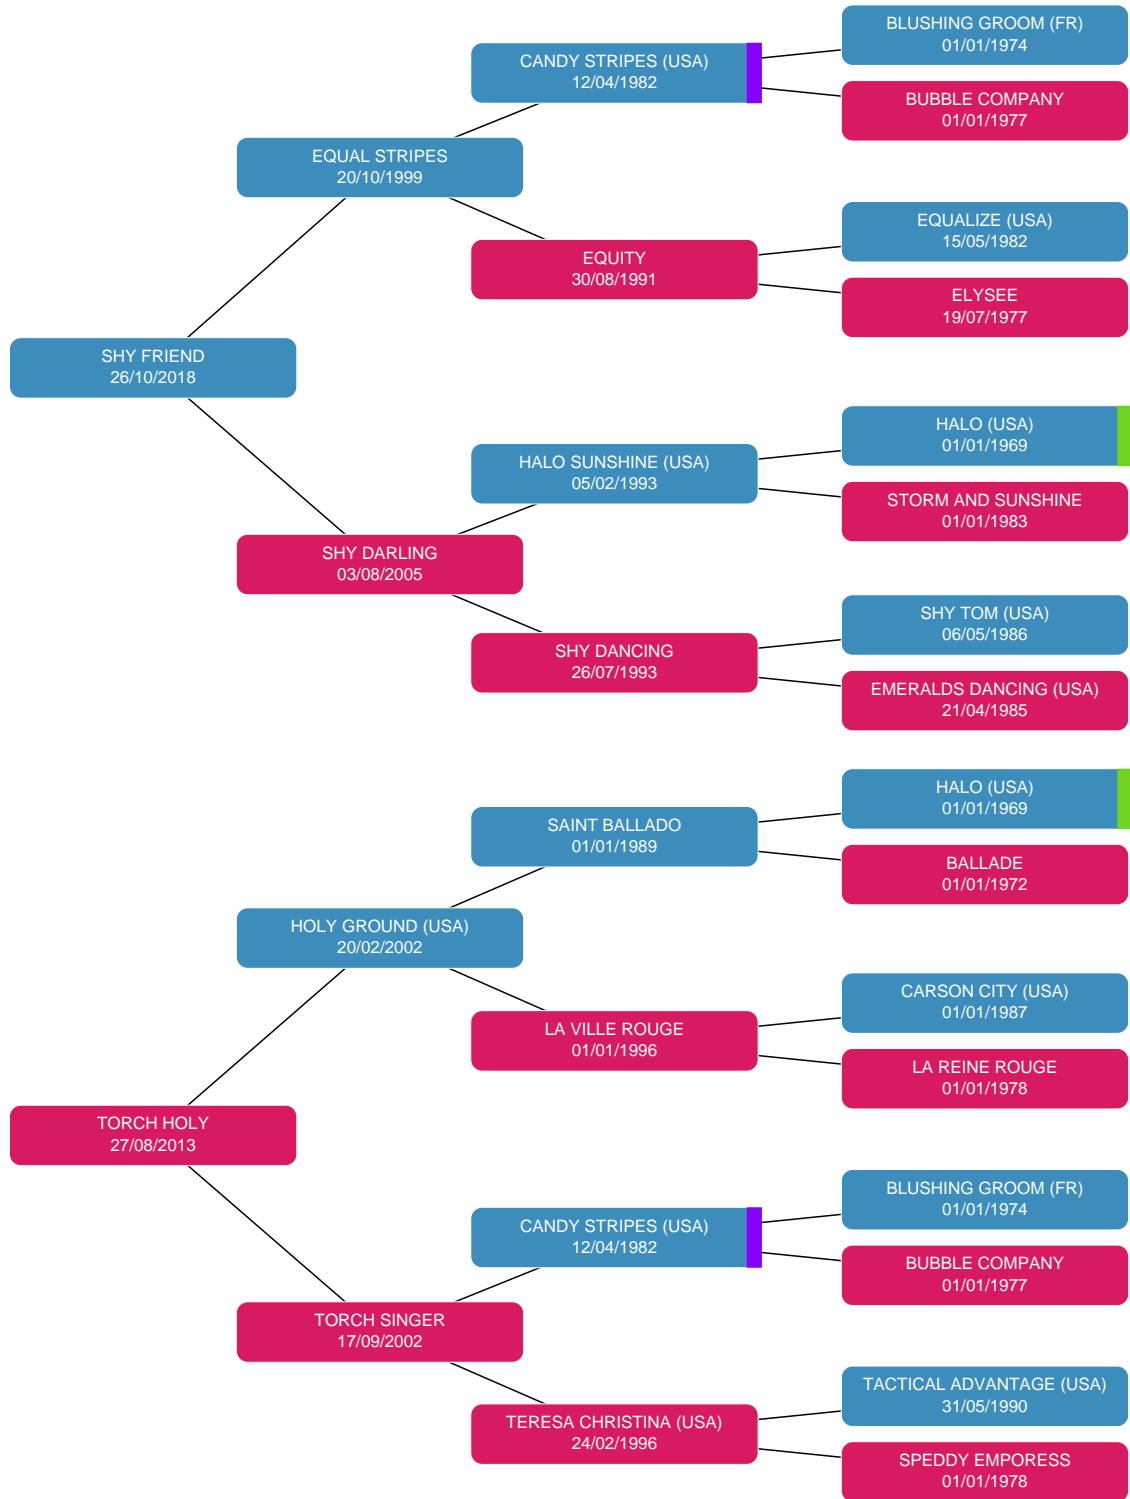 BLUSHING GROOM (FR)
01/01/1974
CANDY STRIPES (USA)
12/04/1982
BUBBLE COMPANY
01/01/1977
EQUAL STRIPES
20/10/1999
EQUALIZE (USA)
15/05/1982
EQUITY
30/08/1991
ELYSEE
19/07/1977
SHY FRIEND
26/10/2018
HALO (USA)
01/01/1969
HALO SUNSHINE (USA)
05/02/1993
STORM AND SUNSHINE
01/01/1983
SHY DARLING
03/08/2005
SHY TOM (USA)
06/05/1986
SHY DANCING
26/07/1993
EMERALDS DANCING (USA)
21/04/1985
HALO (USA)
01/01/1969
SAINT BALLADO
01/01/1989
BALLADE
01/01/1972
HOLY GROUND (USA)
20/02/2002
CARSON CITY (USA)
01/01/1987
LA VILLE ROUGE
01/01/1996
LA REINE ROUGE
01/01/1978
TORCH HOLY
27/08/2013
BLUSHING GROOM (FR)
01/01/1974
CANDY STRIPES (USA)
12/04/1982
BUBBLE COMPANY
01/01/1977
TORCH SINGER
17/09/2002
TACTICAL ADVANTAGE (USA)
31/05/1990
TERESA CHRISTINA (USA)
24/02/1996
SPEDDY EMPORESS
01/01/1978